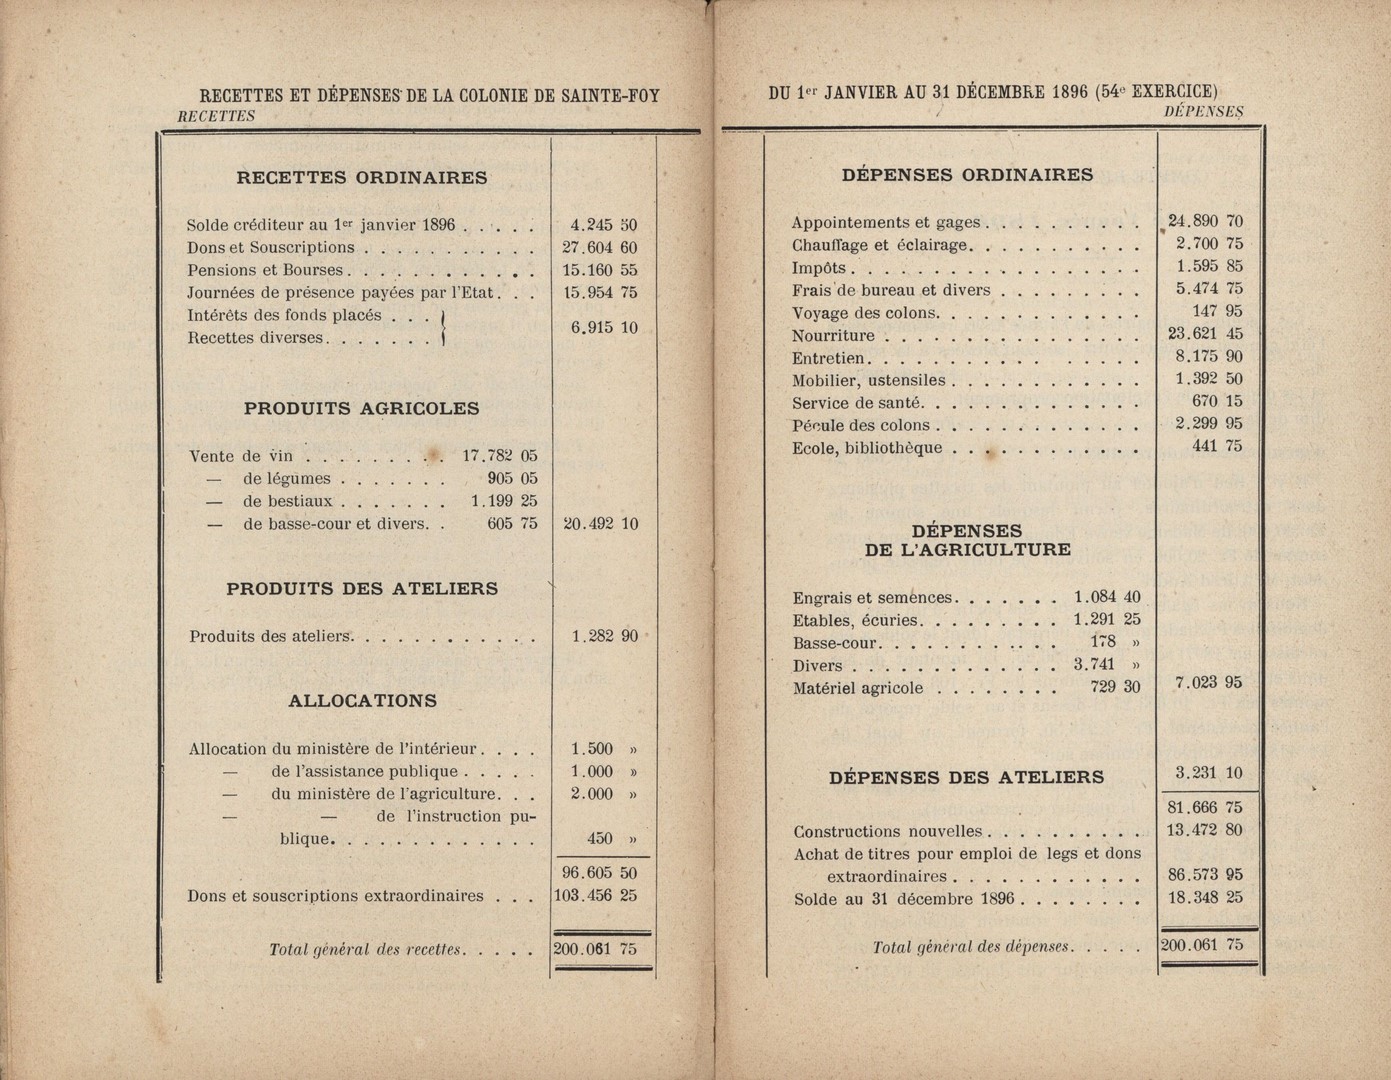 RECETTES ET DÉPENSES DE LA COLONIE DE SAINTE-FOY
RECETTES
RECETTES ORDINAIRES
Solde créditeur au 1er janvier 1896 . . . . . 4.245 50
Dons et Souscriptions . . . . . . . . . . . 27.604 60
Pensions et Bourses . . . . . . . . . . . . 15.160 55
Journées de présence payées par l'Etat . . . 15.954 75
Intérêts des fonds placés . . . }
6.915 10
Recettes diverses . . . . . . . }
PRODUITS AGRICOLES
Vente de vin . . . . . . . . . 17.782 05
— de légumes . . . . . . . 905 05
— de bestiaux . . . . . . . 1.199 25
— de basse-cour et divers . . 605 75 20.492 10
PRODUITS DES ATELIERS
Produits des ateliers . . . . . . . . . . . . 1.282 90
ALLOCATIONS
Allocation du ministère de l'intérieur . . . . 1.500 »
— de l'assistance publique . . . . . 1.000 »
— du ministère de l'agriculture . . . 2.000 »
— — de l'instruction pu-
blique . . . . . . . . . . . . . 450 »
96.605 50
Dons et souscriptions extraordinaires . . . 103.456 25
Total général des recettes . . . . . 200.061 75
DU 1er JANVIER AU 31 DÉCEMBRE 1896 (54e EXERCICE)
DÉPENSES
DÉPENSES ORDINAIRES
Appointements et gages . . . . . . . . . . 24.890 70
Chauffage et éclairage . . . . . . . . . . . 2.700 75
Impôts . . . . . . . . . . . . . . . . . . 1.595 85
Frais de bureau et divers . . . . . . . . . 5.474 75
Voyage des colons . . . . . . . . . . . . . 147 95
Nourriture . . . . . . . . . . . . . . . . 23.621 45
Entretien . . . . . . . . . . . . . . . . 8.175 90
Mobilier, ustensiles . . . . . . . . . . . . 1.392 50
Service de santé . . . . . . . . . . . . . . 670 15
Pécule des colons . . . . . . . . . . . . . 2.299 95
Ecole, bibliothèque . . . . . . . . . . . . 441 75
DÉPENSES
DE L'AGRICULTURE
Engrais et semences . . . . . . . 1.084 40
Etables, écuries . . . . . . . . . 1.291 25
Basse-cour . . . . . . . . . . . 178 »
Divers . . . . . . . . . . . . . 3.741 »
Matériel agricole . . . . . . . . 729 30 7.023 95
DÉPENSES DES ATELIERS 3.231 10
81.666 75
Constructions nouvelles . . . . . . . . . . 13.472 80
Achat de titres pour emploi de legs et dons
extraordinaires . . . . . . . . . . . . 86.573 95
Solde au 31 décembre 1896 . . . . . . . . 18.348 25
Total général des dépenses . . . . . 200.061 75